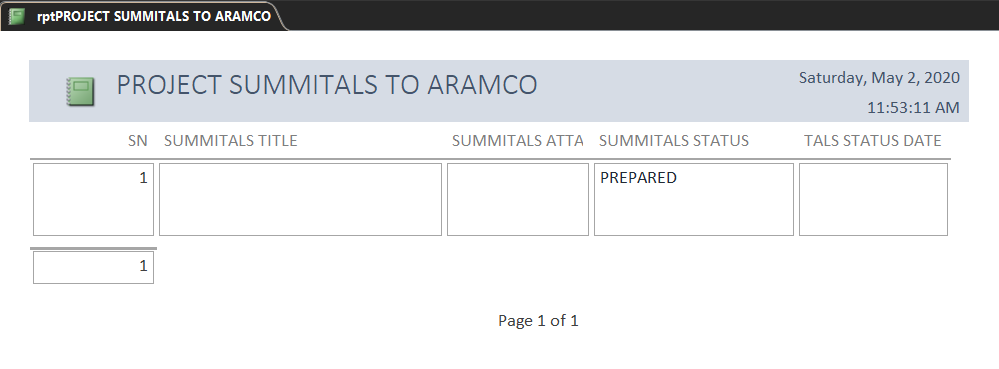 rptPROJECT SUMMITALS TO ARAMCO
PROJECT SUMMITALS TO ARAMCO
Saturday, May 2, 2020
11:53:11 AM
SN SUMMITALS TITLE SUMMITALS ATTA SUMMITALS STATUS TALS STATUS DATE
1 PREPARED
1
Page 1 of 1